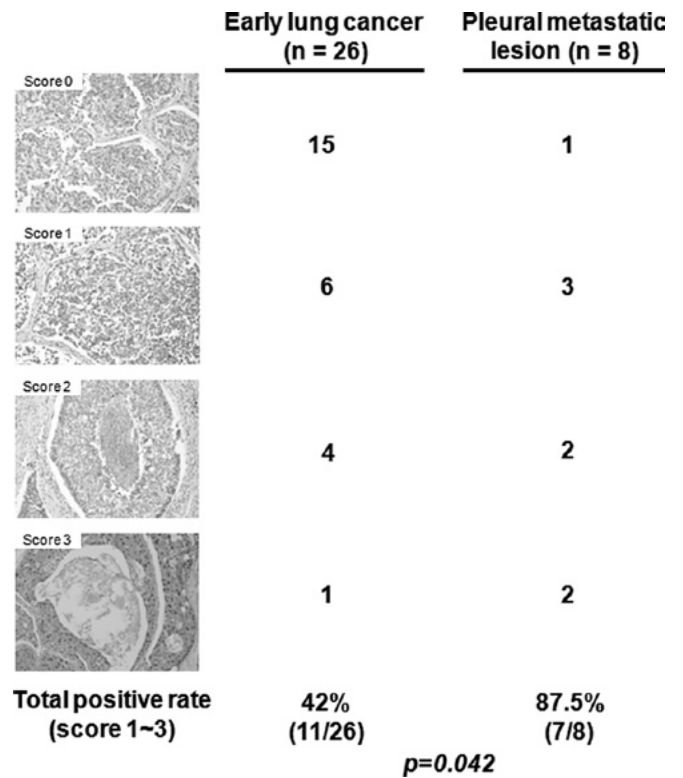 Early lung cancer
(n = 26)
Pleural metastatic
lesion (n = 8)
Score 0
15
1
Score 1
6
3
Score 2
4
2
Score 3
1
2
Total positive rate
(score 1~3)
42%
(11/26)
87.5%
(7/8)
p=0.042